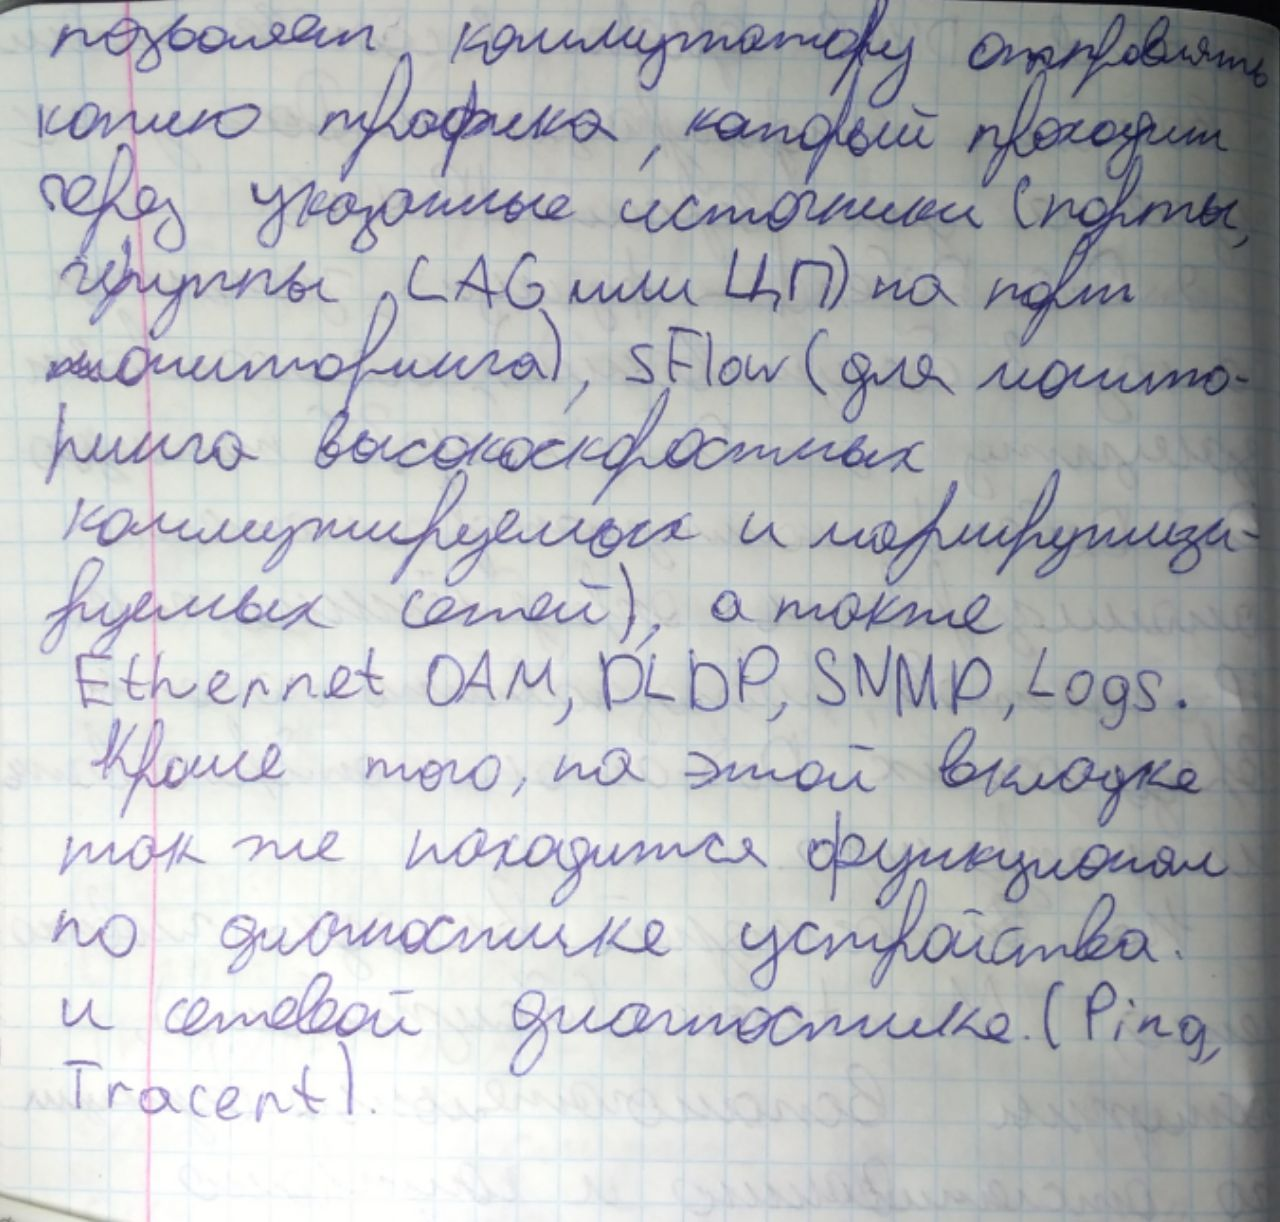 позволяет коммутатору отправлять
копию трафика, который проходит
через указанные источники (порты,
группы LAG или ЦП) на порт
мониторинга), sFlow (для монито-
ринга высокоскоростных
коммутируемых и маршрутизи-
руемых сетей), а также
Ethernet OAM, DLDP, SNMP, Logs.
Кроме того, на этой вкладке
так же находится функционал
по диагностике устройства.
и сетевой диагностике. (Ping,
Tracert).